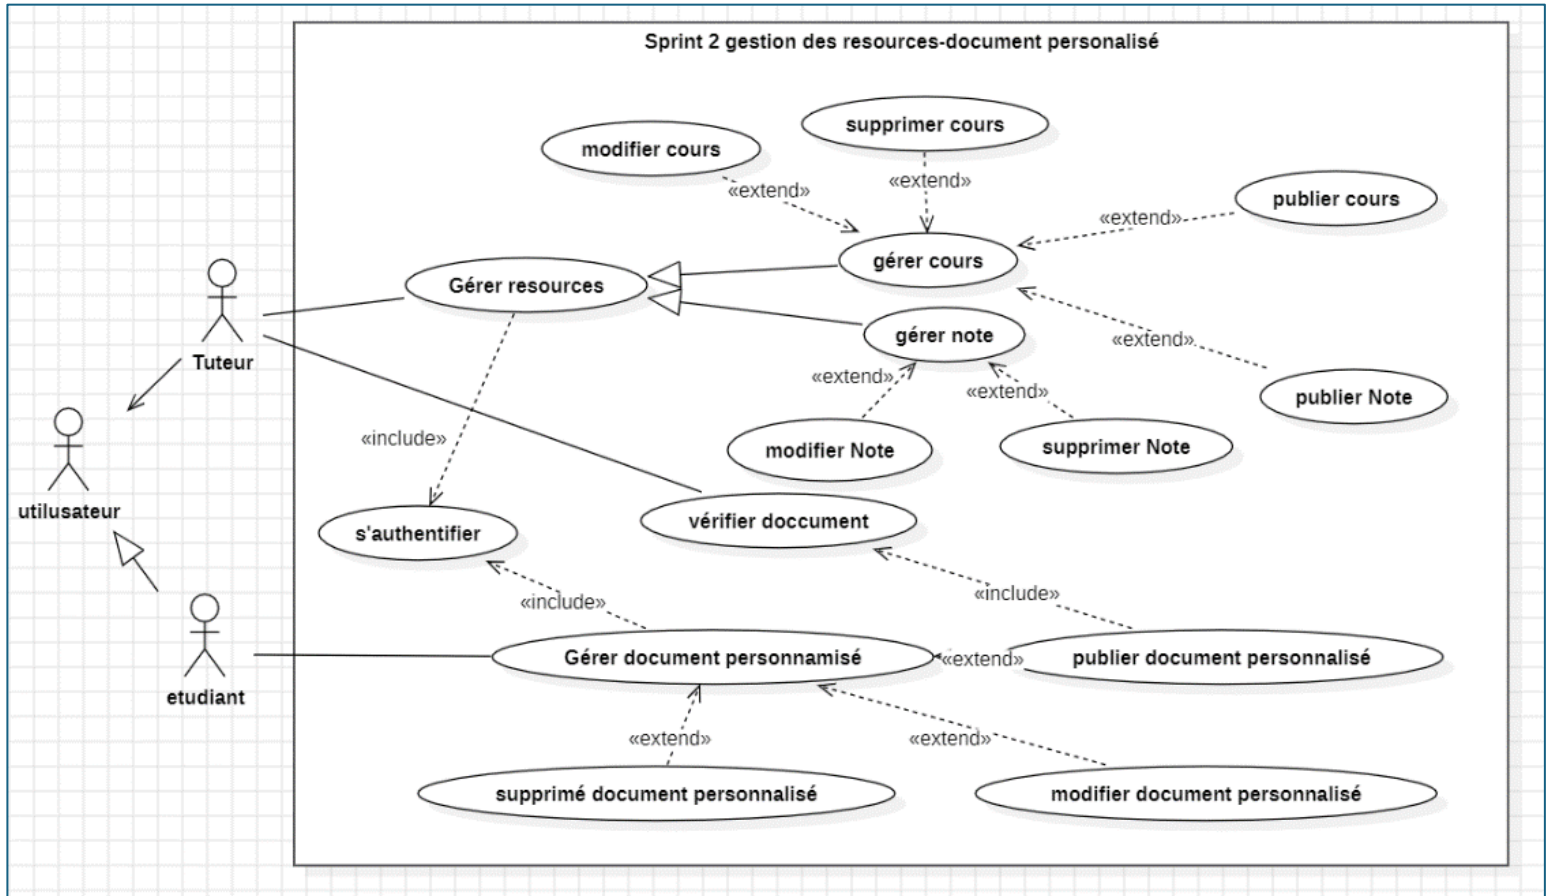 Sprint 2 gestion des resources-document personalisé
supprimer cours
modifier cours
«extend»
«extend»
publier cours
«extend»
gérer cours
Gérer resources
gérer note
«extend»
Tuteur
«extend»
«extend»
publier Note
«include»
modifier Note
supprimer Note
utilusateur
s'authentifier
vérifier doccument
«include»
«include»
Gérer document personnamisé
«extend»
publier document personnalisé
etudiant
«extend»
«extend»
supprimé document personnalisé
modifier document personnalisé